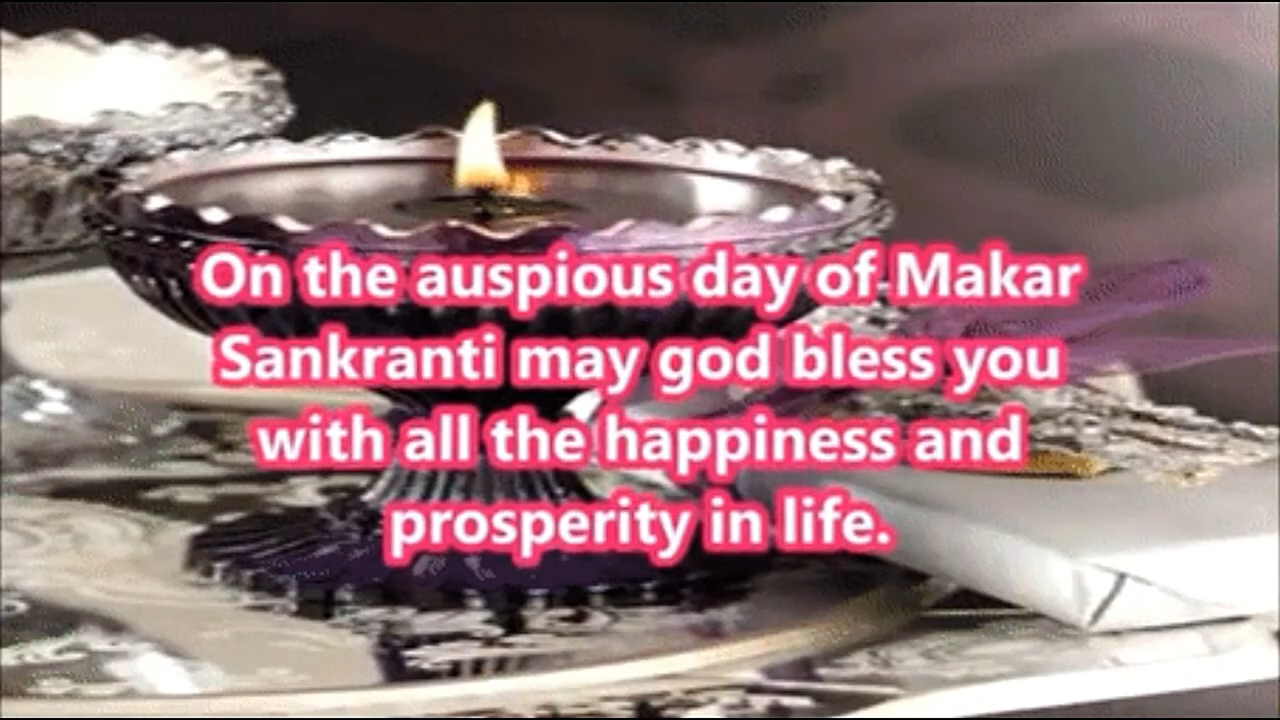 On the auspious day of Makar
Sankranti may god bless you
with all the happiness and
prosperity in life.